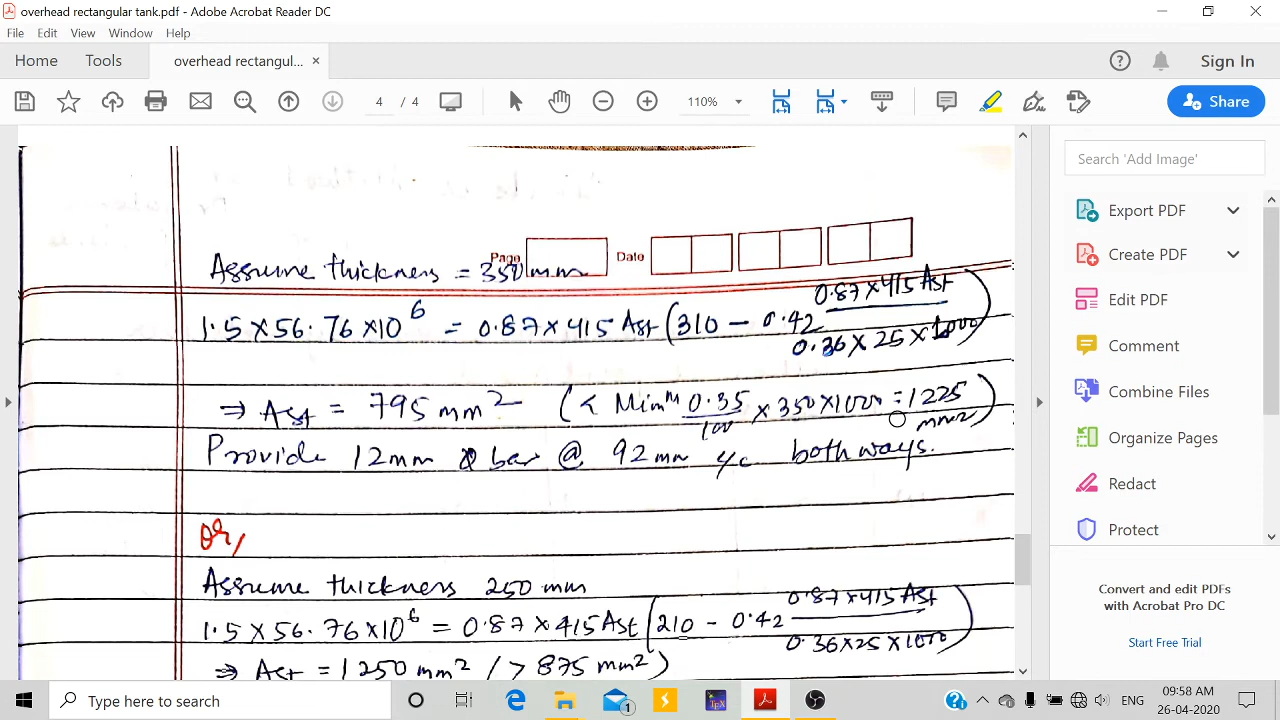 overhead rectangular tank.pdf - Adobe Acrobat Reader DC
File Edit View Window Help
Home Tools overhead rectangul... × Sign In
4 / 4 110% Share
Page Date
Assume thickness = 350 mm
1.5 × 56.76 × 10^6 = 0.87 × 415 Ast (310 - 0.42 (0.87 × 415 Ast)/(0.36 × 25 × 1000))
⇒ Ast = 795 mm² (< Minm 0.35/100 × 350 × 1000 = 1225 mm²)
Provide 12mm ϕ bar @ 92 mm c/c both ways.
or,
Assume thickness 250 mm
1.5 × 56.76 × 10^6 = 0.87 × 415 Ast (210 - 0.42 (0.87 × 415 Ast)/(0.36 × 25 × 1000))
⇒ Ast = 1250 mm² (> 875 mm²)
Search 'Add Image'
Export PDF
Create PDF
Edit PDF
Comment
Combine Files
Organize Pages
Redact
Protect
Convert and edit PDFs
with Acrobat Pro DC
Start Free Trial
Type here to search
1
ENG
09:58 AM
26-04-2020